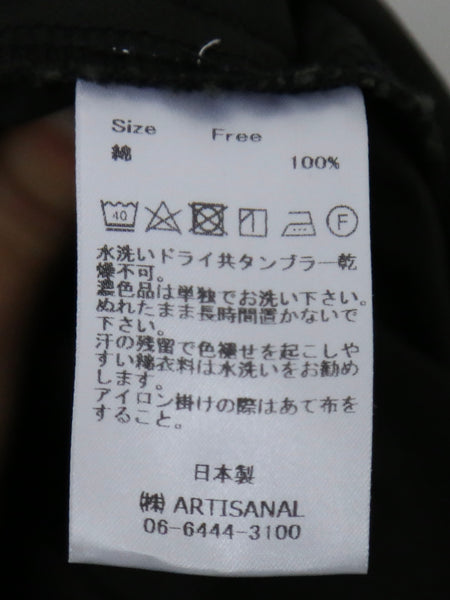 Size Free
綿 100%
40 F
水洗いドライ共タンブラー乾
燥不可。
濃色品は単独でお洗い下さい。
ぬれたまま長時間置かないで
下さい。
汗の残留で色褪せを起こしや
すい為衣料は水洗いをお勧め
します。
アイロン掛けの際はあて布を
すること。
日本製
㈱ ARTISANAL
06-6444-3100